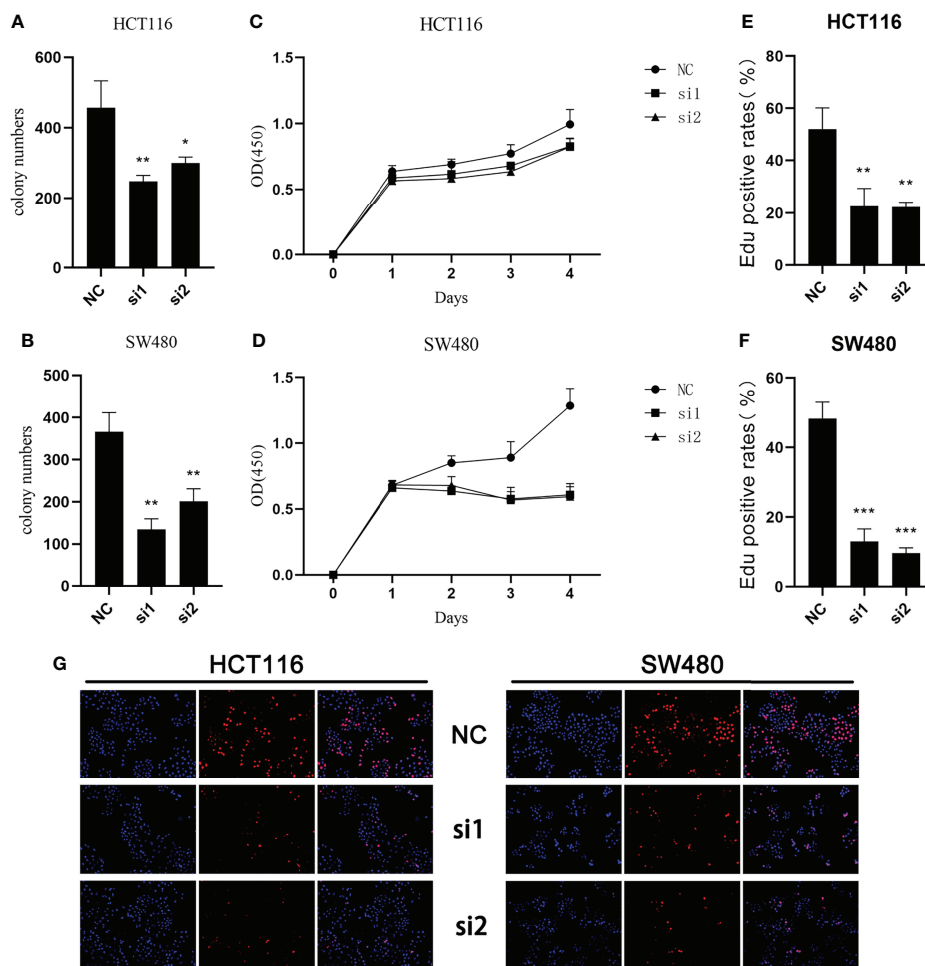 A
HCT116
colony numbers
600
400
200
0
**
*
NC
si1
si2
C
HCT116
OD(450)
1.5
1.0
0.5
0.0
0
1
2
3
4
Days
NC
si1
si2
E
HCT116
Edu positive rates( %)
80
60
40
20
0
**
**
NC
si1
si2
B
SW480
colony numbers
500
400
300
200
100
0
**
**
NC
si1
si2
D
SW480
OD(450)
1.5
1.0
0.5
0.0
0
1
2
3
4
Days
NC
si1
si2
F
SW480
Edu positive rates( %)
60
40
20
0
***
***
NC
si1
si2
G
HCT116
SW480
NC
si1
si2